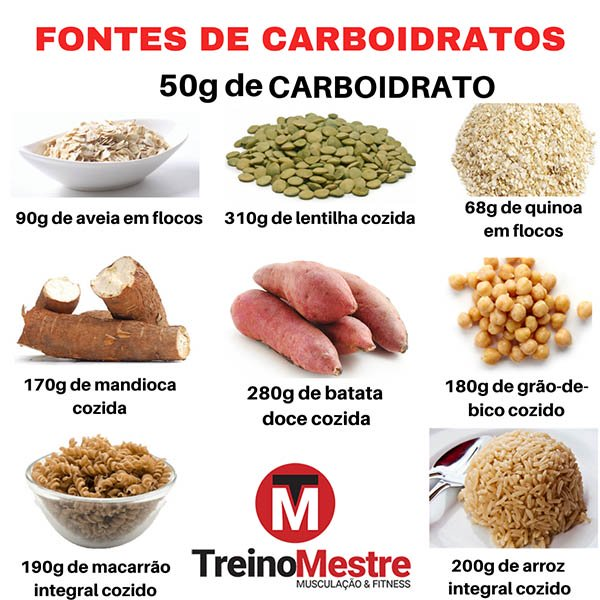 FONTES DE CARBOIDRATOS
50g de CARBOIDRATO
90g de aveia em flocos
310g de lentilha cozida
68g de quinoa
em flocos
170g de mandioca
cozida
280g de batata
doce cozida
180g de grão-de-
bico cozido
190g de macarrão
integral cozido
TM
TreinoMestre
MUSCULAÇÃO & FITNESS
200g de arroz
integral cozido